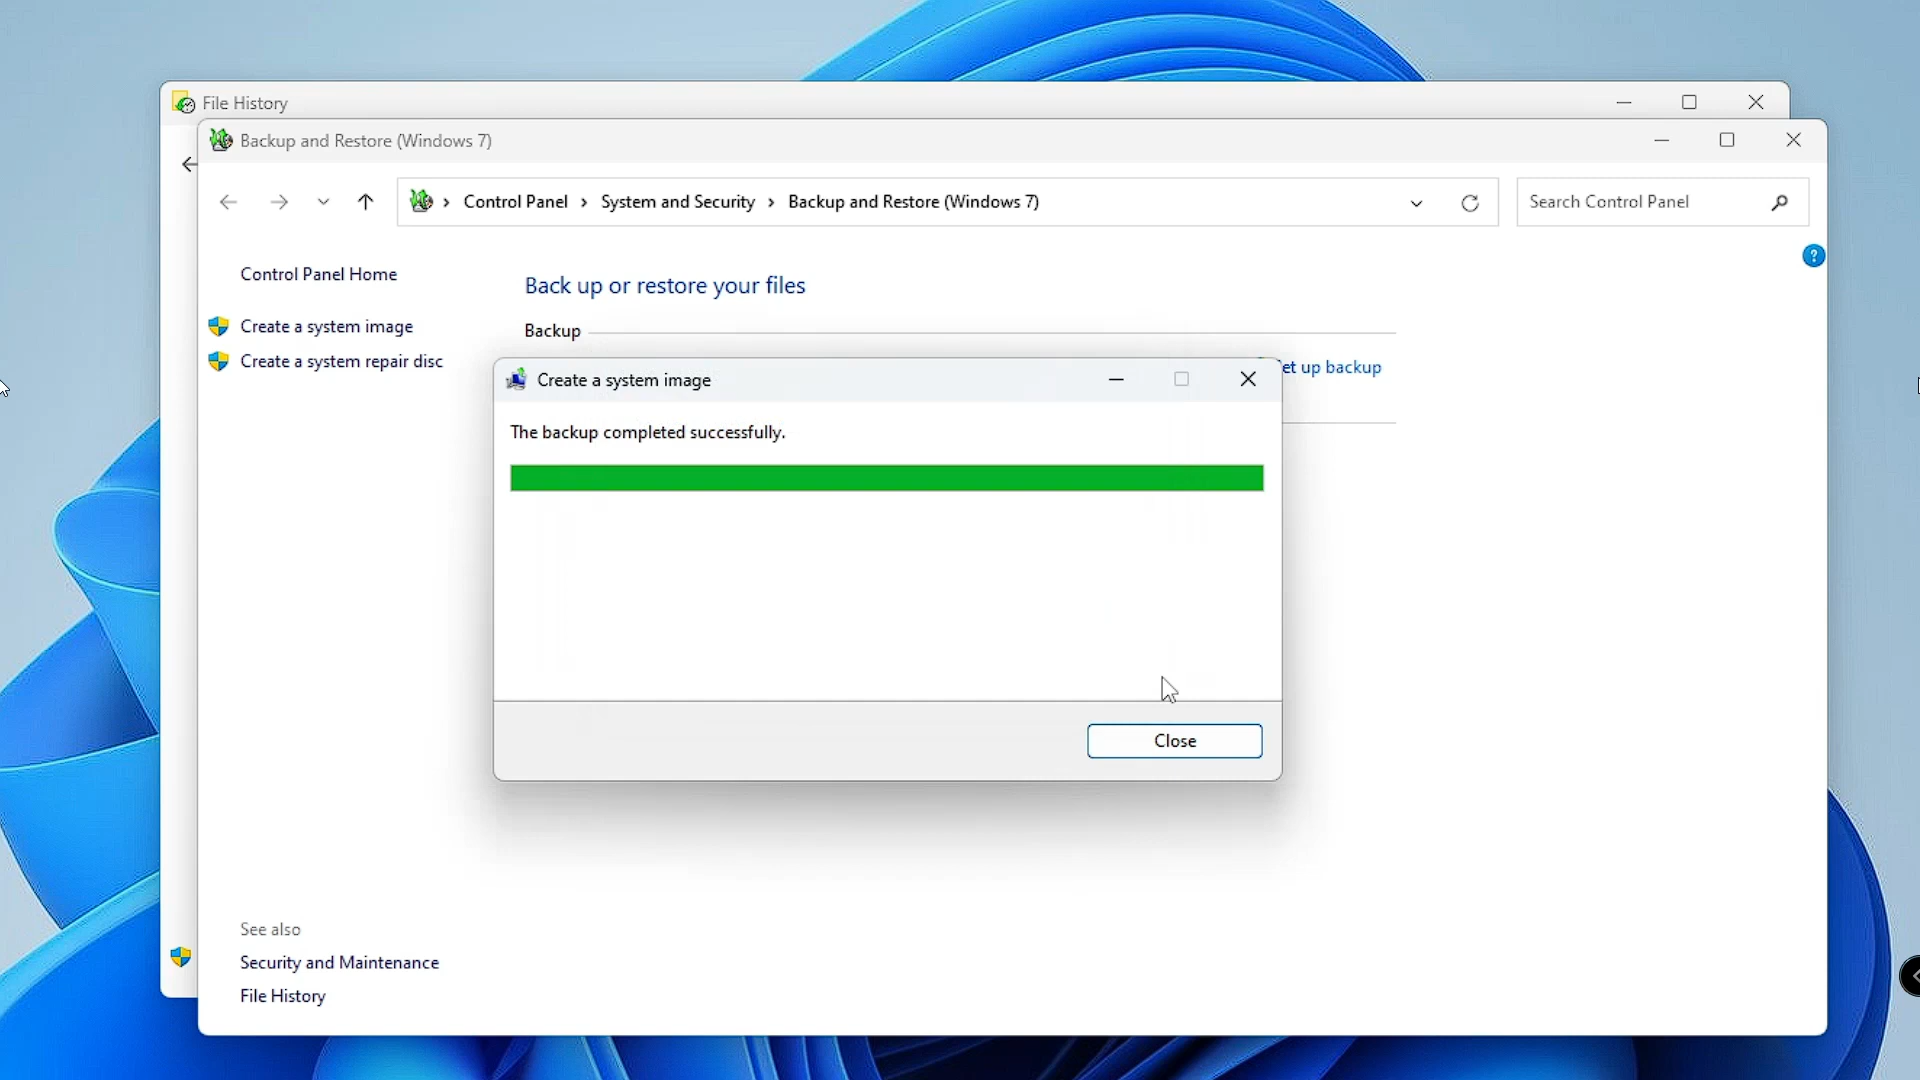 File History
Backup and Restore (Windows 7)
Control Panel › System and Security › Backup and Restore (Windows 7)
Search Control Panel
?
Control Panel Home
Create a system image
Create a system repair disc
Back up or restore your files
Backup
et up backup
Create a system image
The backup completed successfully.
Close
See also
Security and Maintenance
File History